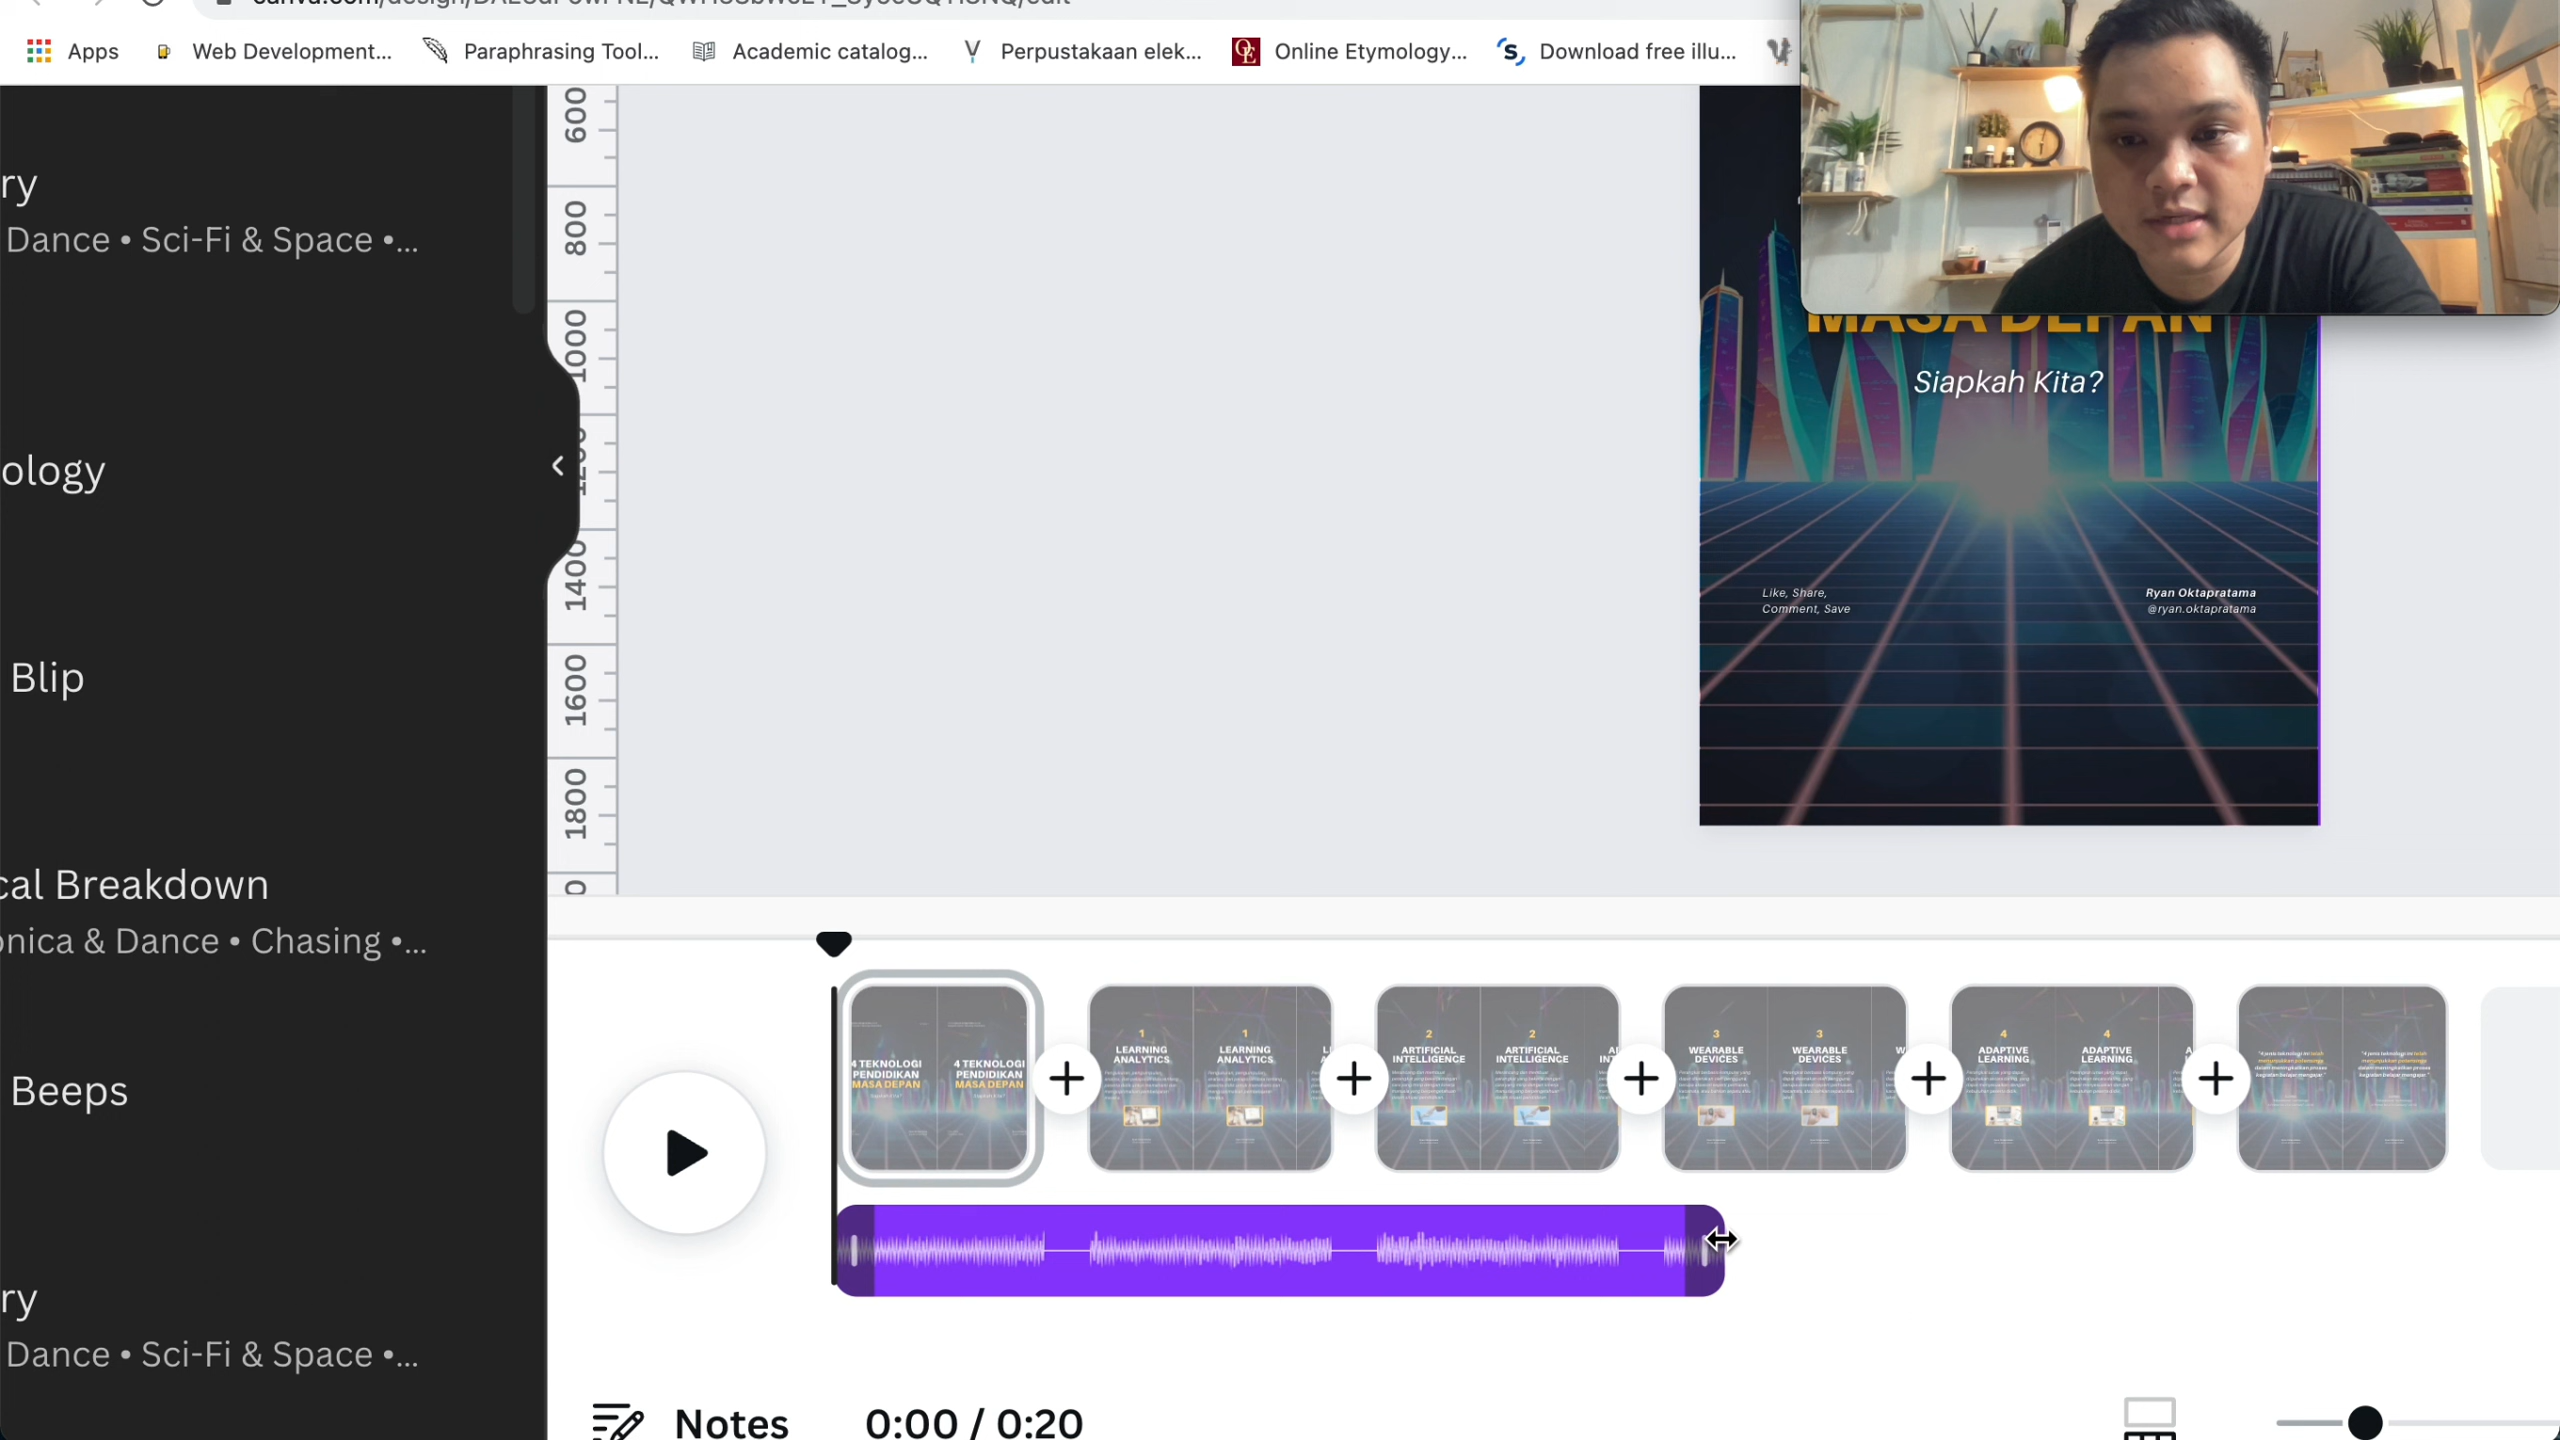 Apps
Web Development...
Paraphrasing Tool...
Academic catalog...
Perpustakaan elek...
Online Etymology...
Download free illu...
ry
Dance • Sci-Fi & Space •...
ology
Blip
cal Breakdown
onica & Dance • Chasing •...
Beeps
ry
Dance • Sci-Fi & Space •...
600
800
1000
1200
1400
1600
1800
MASA DEPAN
Siapkah Kita?
Like, Share,
Comment, Save
Ryan Oktapratama
@ryan.oktapratama
4 TEKNOLOGI
PENDIDIKAN
MASA DEPAN
4 TEKNOLOGI
PENDIDIKAN
MASA DEPAN
1
LEARNING
ANALYTICS
1
LEARNING
ANALYTICS
2
ARTIFICIAL
INTELLIGENCE
2
ARTIFICIAL
INTELLIGENCE
3
WEARABLE
DEVICES
3
WEARABLE
DEVICES
4
ADAPTIVE
LEARNING
4
ADAPTIVE
LEARNING
Notes
0:00 / 0:20